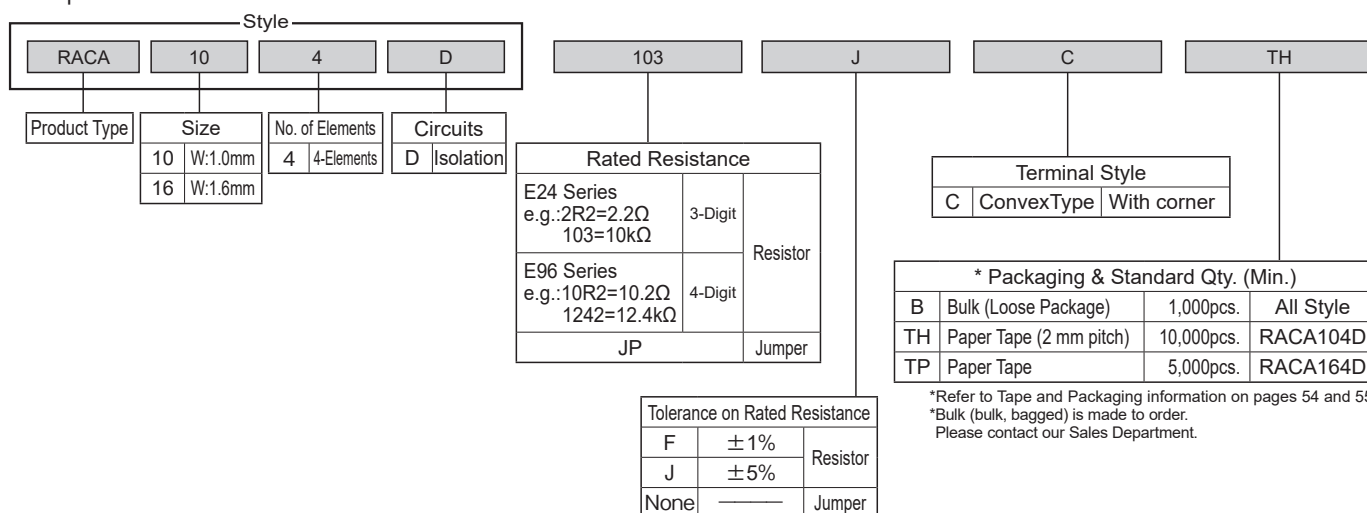 Style
RACA 10 4 D 103 J C TH
Product Type
Size
10 W:1.0mm
16 W:1.6mm
No. of Elements
4 4-Elements
Circuits
D Isolation
Rated Resistance
E24 Series
e.g.:2R2=2.2Ω
103=10kΩ
3-Digit
E96 Series
e.g.:10R2=10.2Ω
1242=12.4kΩ
4-Digit
Resistor
JP Jumper
Tolerance on Rated Resistance
F ±1%
J ±5%
Resistor
None ——— Jumper
Terminal Style
C ConvexType With corner
* Packaging & Standard Qty. (Min.)
B Bulk (Loose Package) 1,000pcs. All Style
TH Paper Tape (2 mm pitch) 10,000pcs. RACA104D
TP Paper Tape 5,000pcs. RACA164D
*Refer to Tape and Packaging information on pages 54 and 55
*Bulk (bulk, bagged) is made to order.
Please contact our Sales Department.